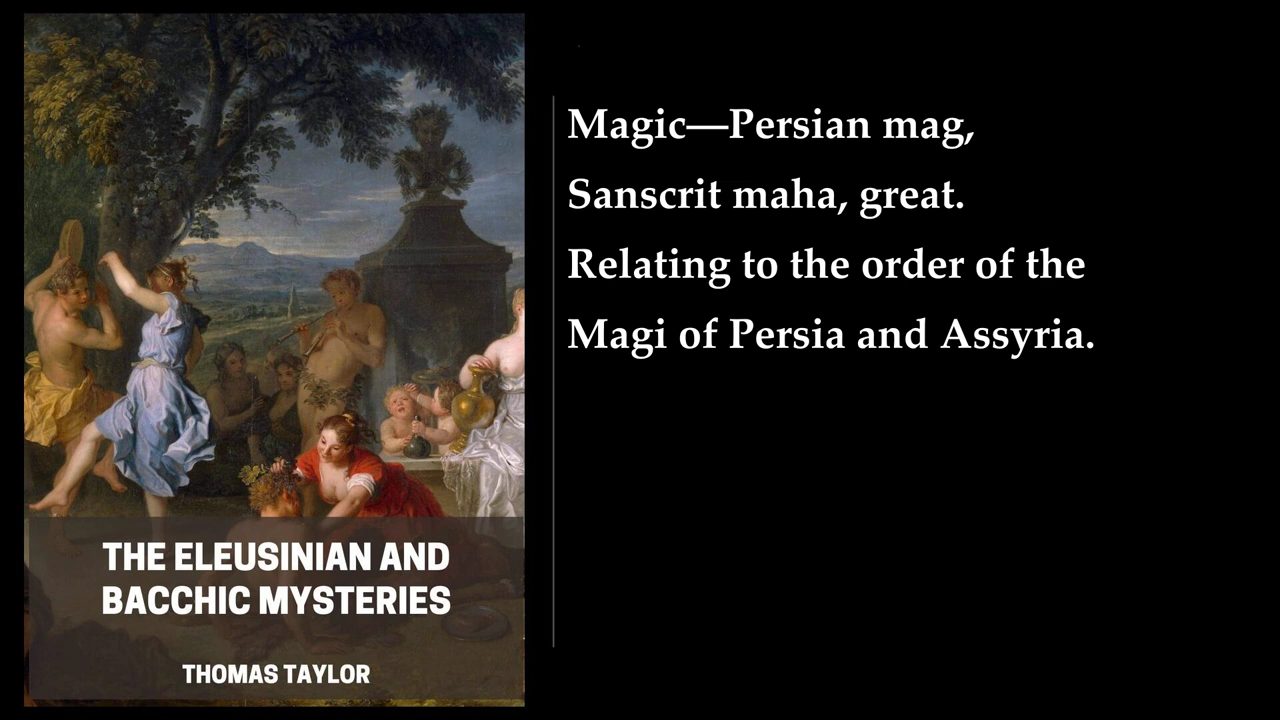 Magic—Persian mag,
Sanscrit maha, great.
Relating to the order of the
Magi of Persia and Assyria.
THE ELEUSINIAN AND
BACCHIC MYSTERIES
THOMAS TAYLOR